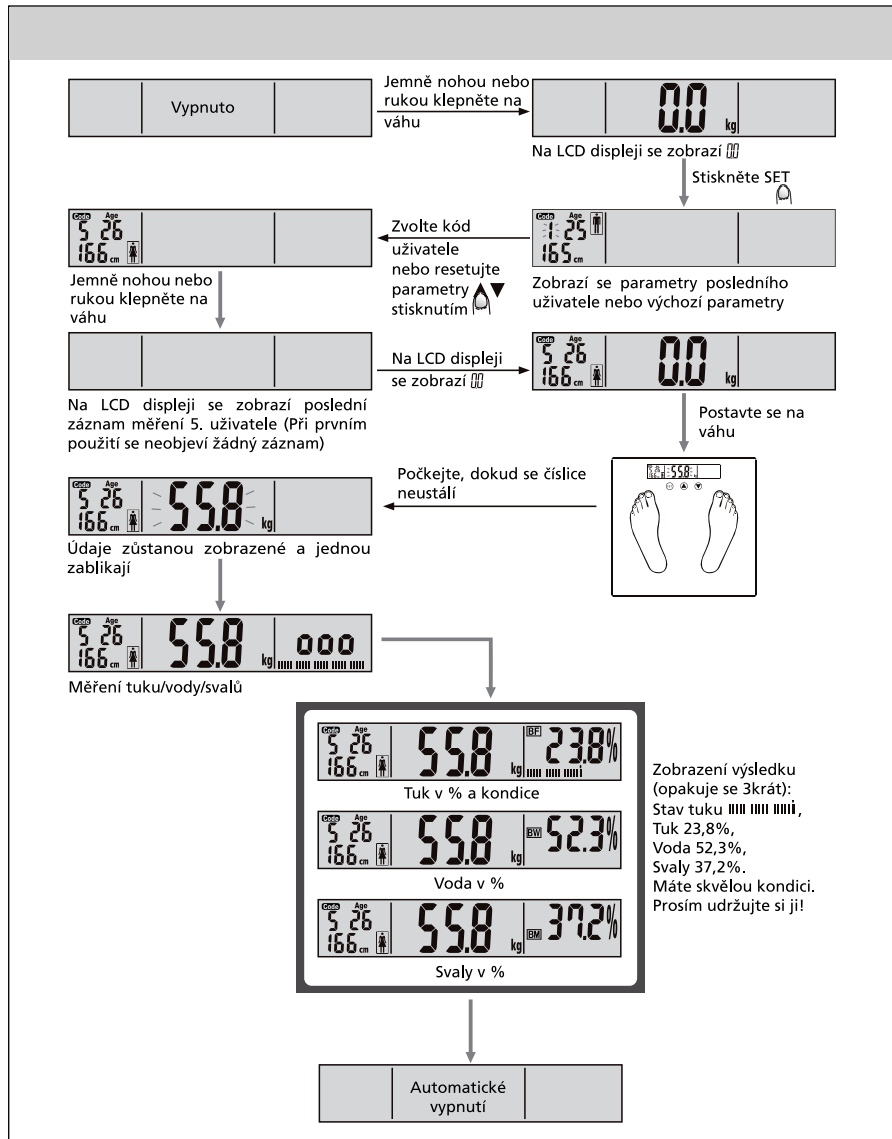 Vypnuto
Jemně nohou nebo
rukou klepněte na
váhu
0.0 kg
Na LCD displeji se zobrazí 0.0
Stiskněte SET
Code Age
1 25
165 cm
Zobrazí se parametry posledního
uživatele nebo výchozí parametry
Zvolte kód
uživatele
nebo resetujte
parametry ▲▼
stisknutím
Code Age
5 26
166 cm
Jemně nohou nebo
rukou klepněte na
váhu
Na LCD displeji se zobrazí poslední
záznam měření 5. uživatele (Při prvním
použití se neobjeví žádný záznam)
Na LCD displeji
se zobrazí 0.0
Code Age
5 26
166 cm
0.0 kg
Postavte se na
váhu
55.8
Počkejte, dokud se číslice
neustálí
Code Age
5 26
166 cm
55.8 kg
Údaje zůstanou zobrazené a jednou
zablikají
Code Age
5 26
166 cm
55.8 kg
ooo
Měření tuku/vody/svalů
Code Age
5 26
166 cm
55.8 kg
BF 23.8%
Tuk v % a kondice
Code Age
5 26
166 cm
55.8 kg
BW 52.3%
Voda v %
Code Age
5 26
166 cm
55.8 kg
BM 37.2%
Svaly v %
Zobrazení výsledku
(opakuje se 3krát):
Stav tuku ,
Tuk 23,8%,
Voda 52,3%,
Svaly 37,2%.
Máte skvělou kondici.
Prosím udržujte si ji!
Automatické
vypnutí